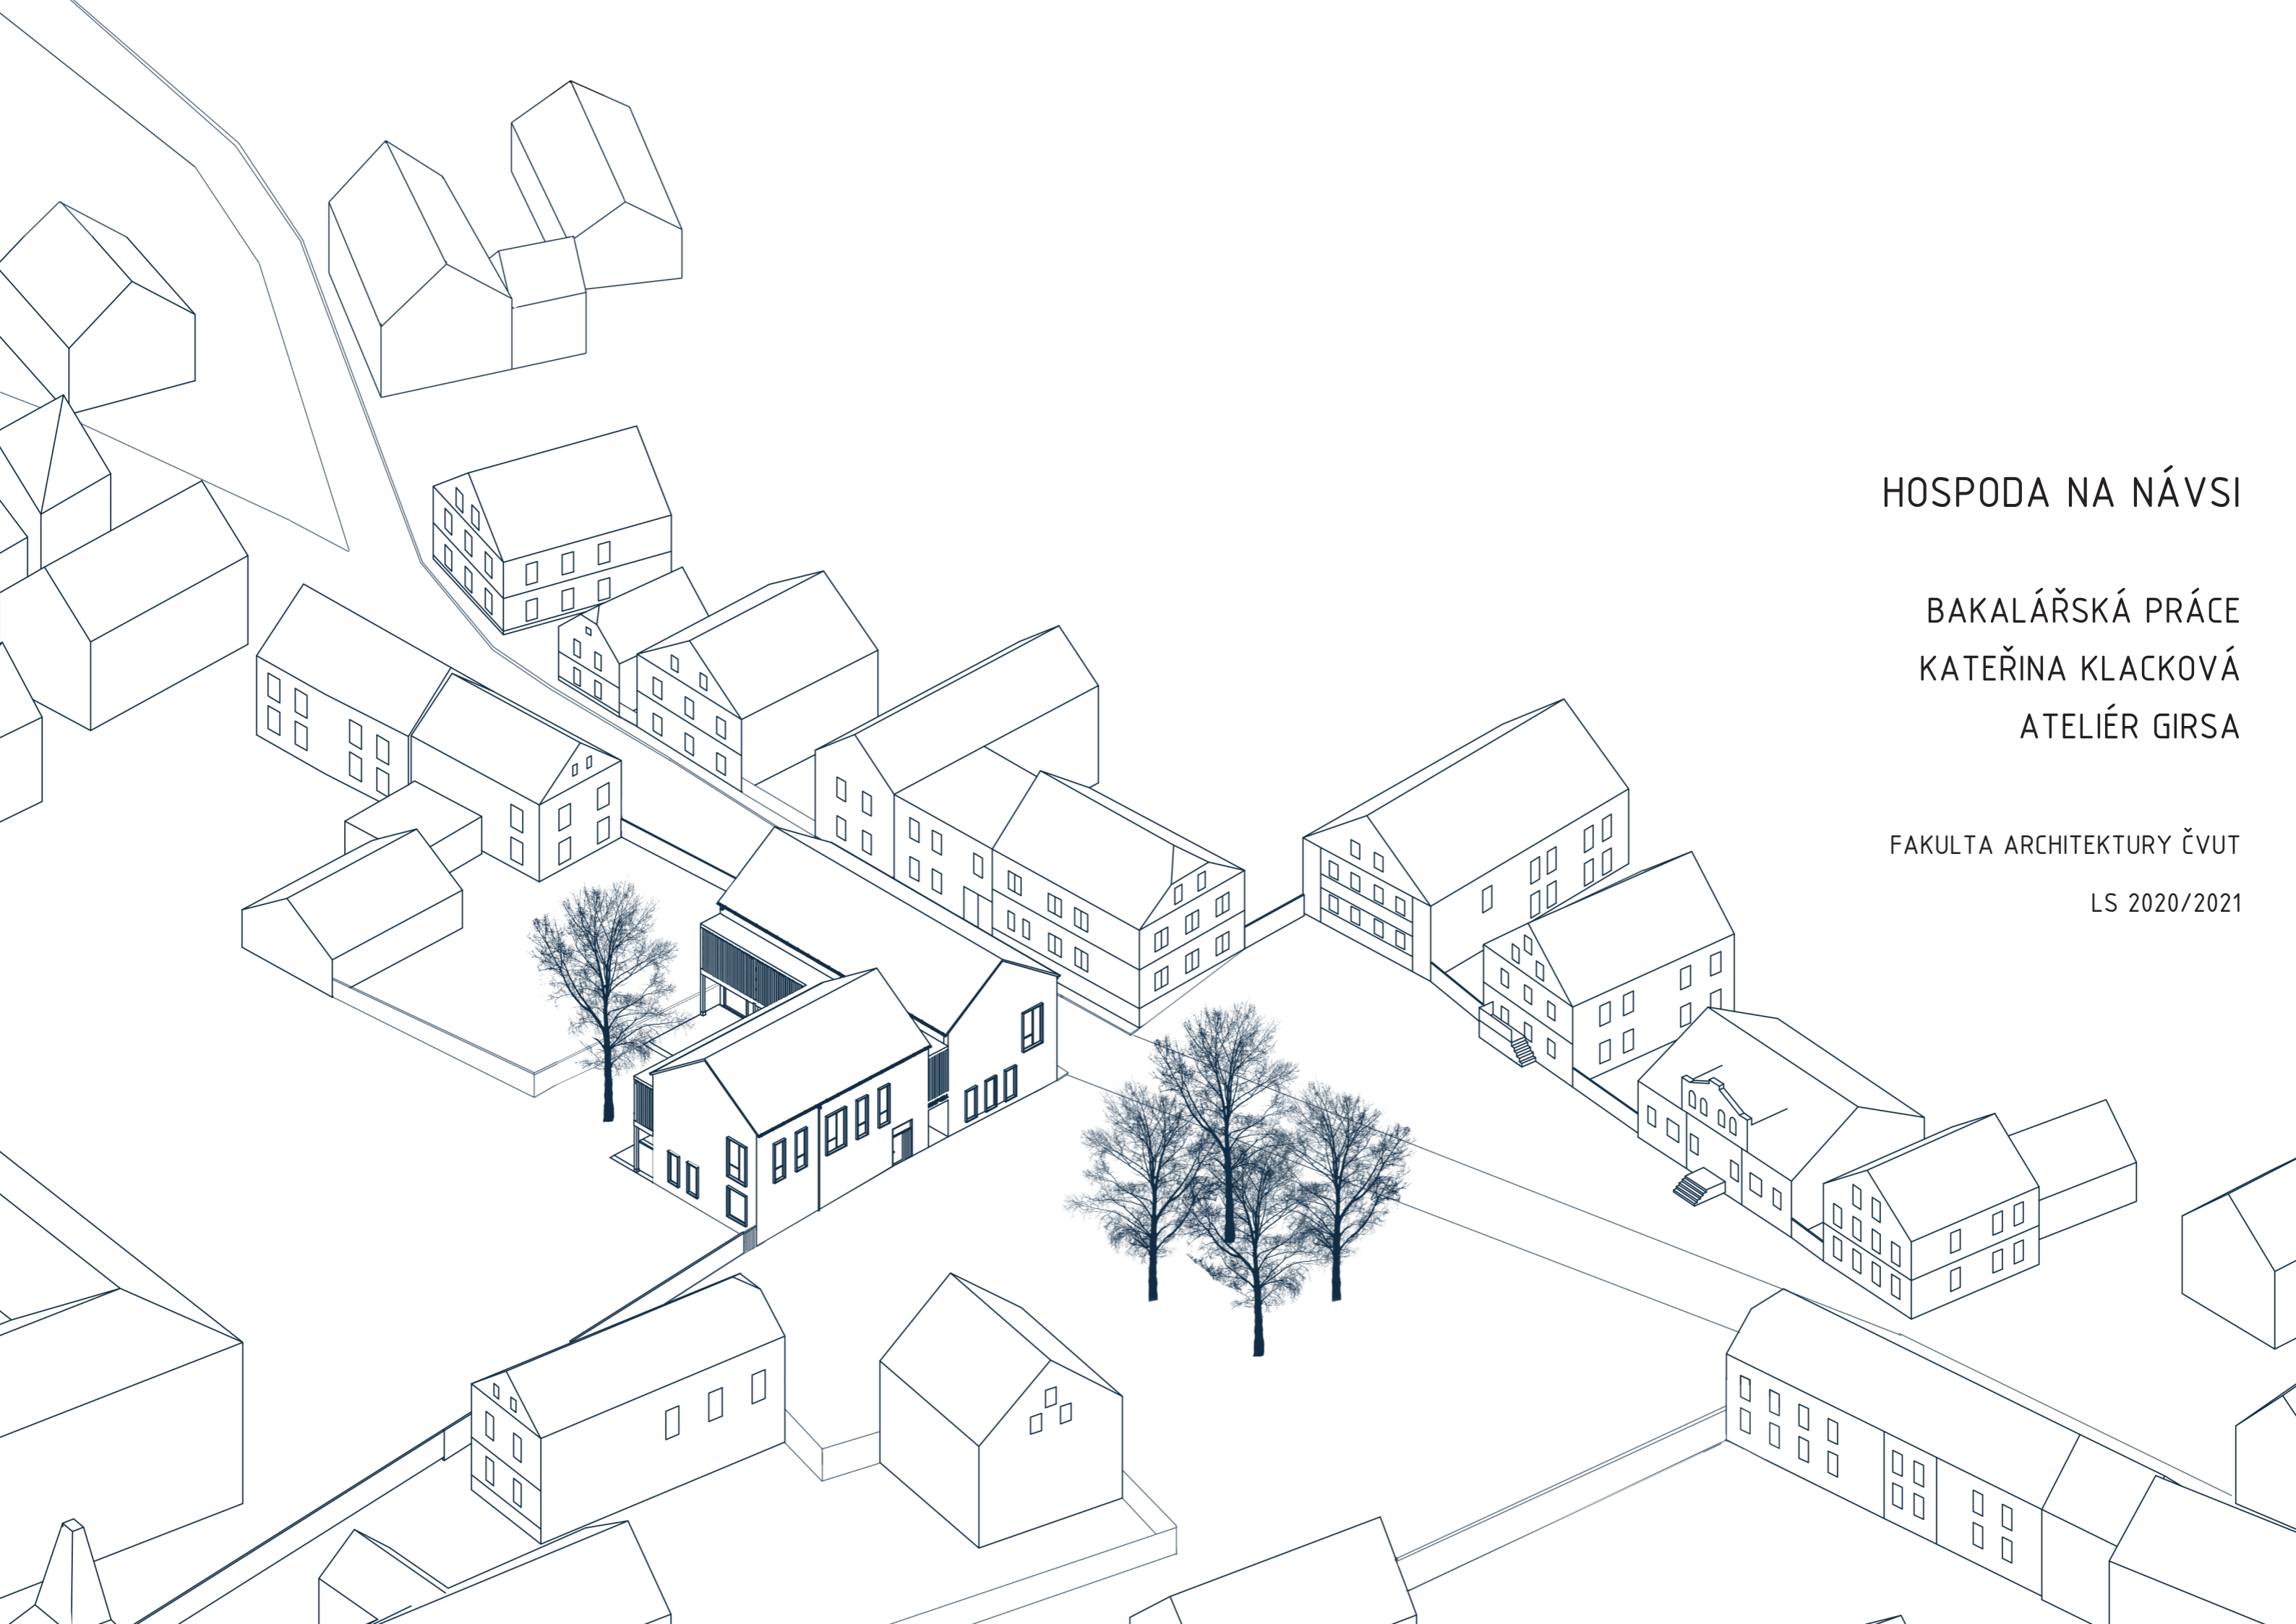 HOSPODA NA NÁVSI
BAKALÁŘSKÁ PRÁCE
KATEŘINA KLACKOVÁ
ATELIÉR GIRSA
FAKULTA ARCHITEKTURY ČVUT
LS 2020/2021